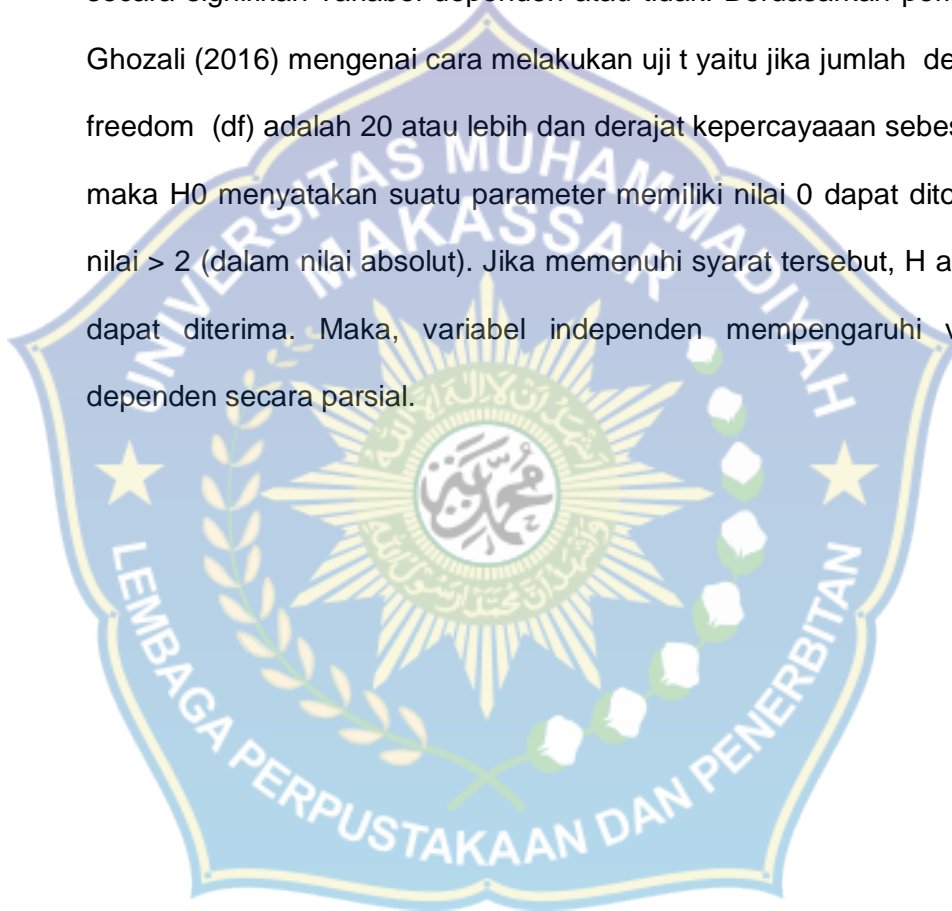 secara signifikan variabel dependen atau tidak. Berdasarkan
Ghozali (2016) mengenai cara melakukan uji t yaitu jika jumlah de
freedom (df) adalah 20 atau lebih dan derajat kepercayaaan sebes
maka H0 menyatakan suatu parameter memiliki nilai 0 dapat dito
nilai > 2 (dalam nilai absolut). Jika memenuhi syarat tersebut, H a
dapat diterima. Maka, variabel independen mempengaruhi v
dependen secara parsial.
UNIVERSITAS MUHAMMADIYAH
MAKASSAR
محمدية
LEMBAGA PERPUSTAKAAN DAN PENERBITAN